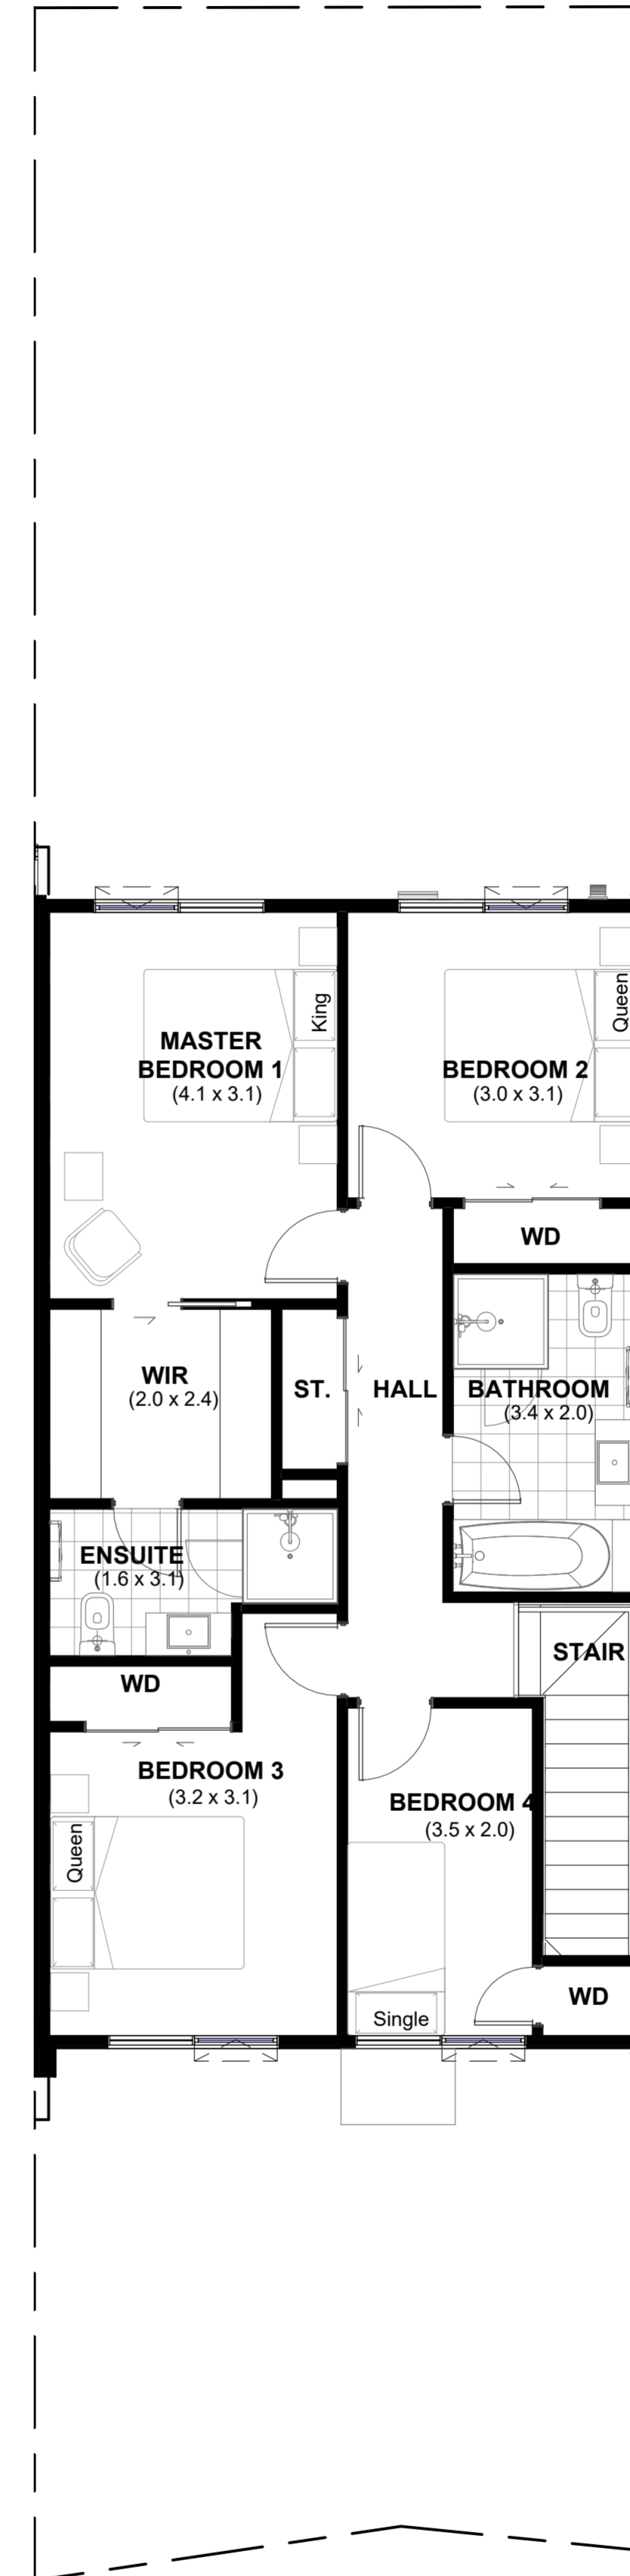 King
Queen
MASTER
BEDROOM 1
(4.1 x 3.1)
BEDROOM 2
(3.0 x 3.1)
WD
WIR
(2.0 x 2.4)
ST.
HALL
BATHROOM
(3.4 x 2.0)
ENSUITE
(1.6 x 3.1)
STAIR
WD
BEDROOM 3
(3.2 x 3.1)
BEDROOM 4
(3.5 x 2.0)
Queen
WD
Single